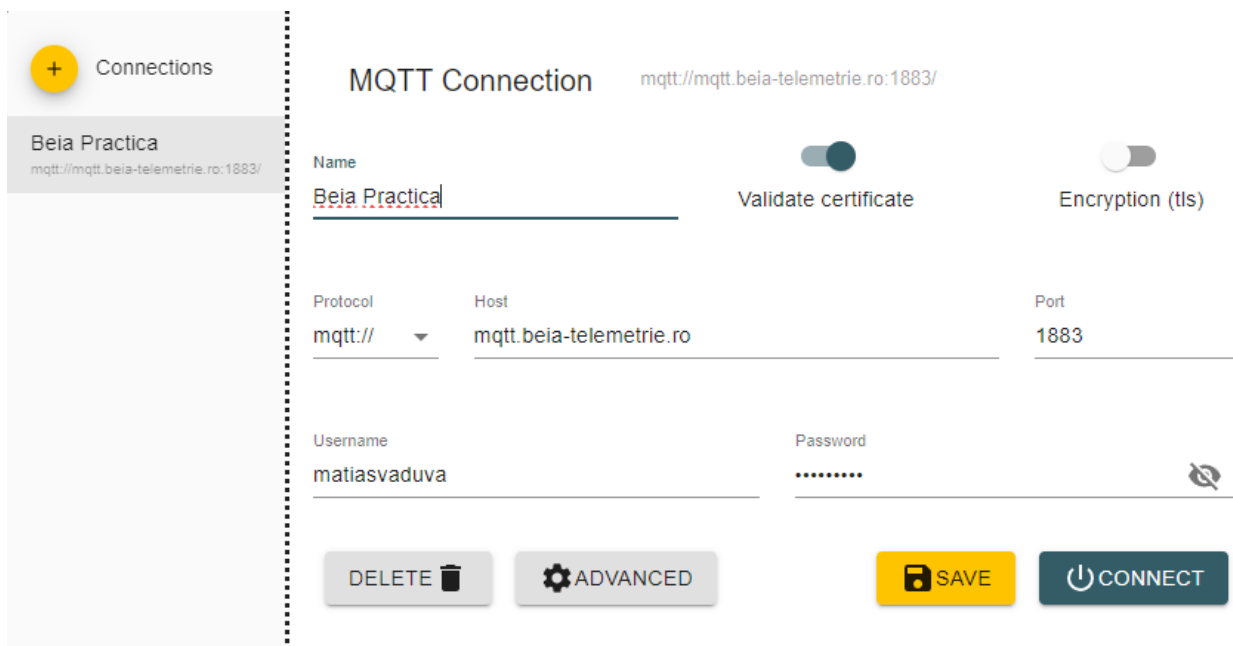 + Connections
Beia Practica
mqtt://mqtt.beia-telemetrie.ro:1883/
MQTT Connection mqtt://mqtt.beia-telemetrie.ro:1883/
Name
Beia Practica
Validate certificate
Encryption (tls)
Protocol Host Port
mqtt:// mqtt.beia-telemetrie.ro 1883
Username Password
matiasvaduva •••••••••
DELETE ADVANCED SAVE CONNECT